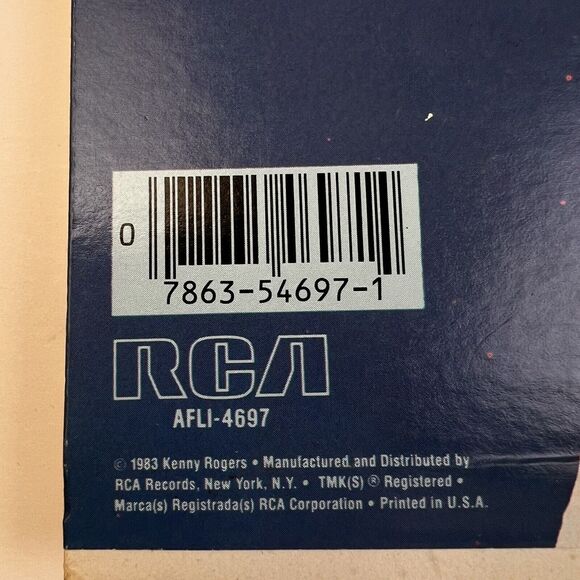 0
7863-54697-1
RCA
AFLI-4697
© 1983 Kenny Rogers • Manufactured and Distributed by
RCA Records, New York, N.Y. • TMK(S) ® Registered •
Marca(s) Registrada(s) RCA Corporation • Printed in U.S.A.